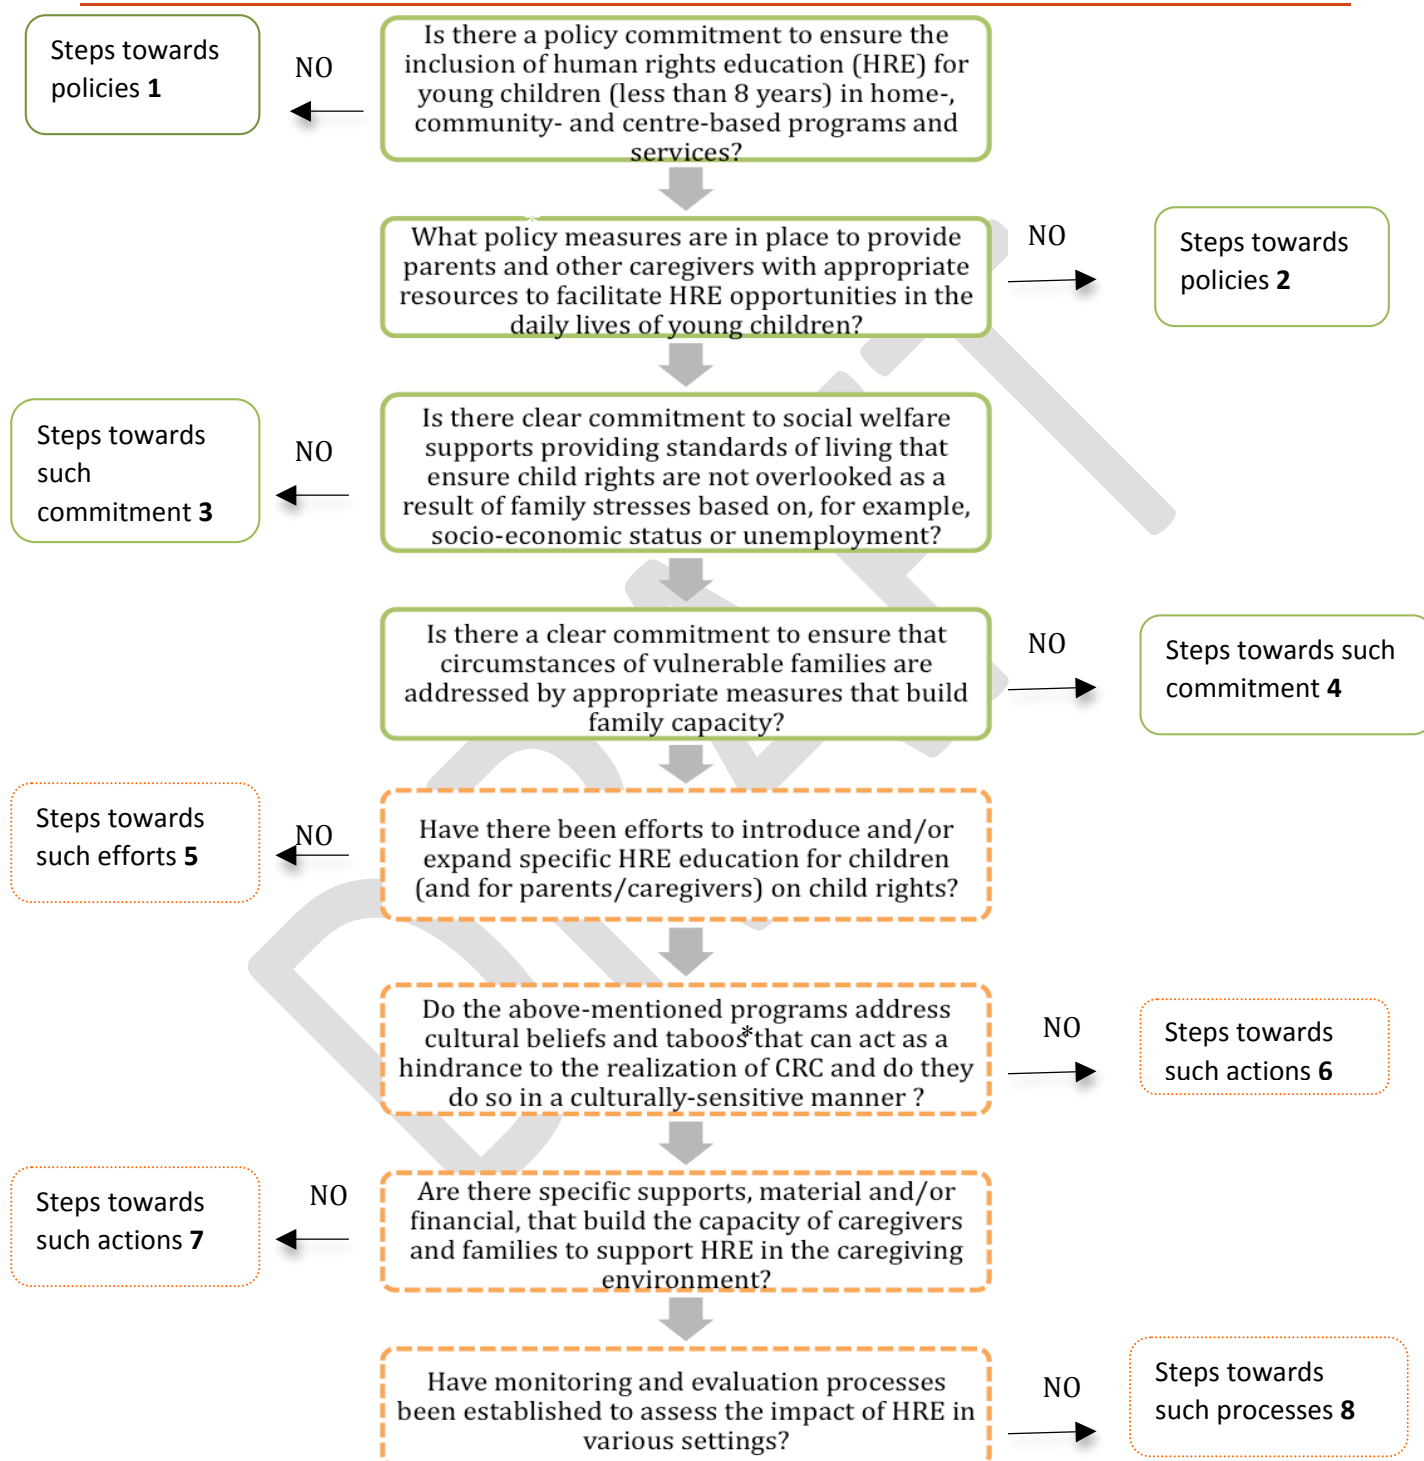 Steps towards
policies 1
NO
Is there a policy commitment to ensure the
inclusion of human rights education (HRE) for
young children (less than 8 years) in home-,
community- and centre-based programs and
services?
*
What policy measures are in place to provide
parents and other caregivers with appropriate
resources to facilitate HRE opportunities in the
daily lives of young children?
NO
Steps towards
policies 2
Steps towards
such
commitment 3
NO
Is there clear commitment to social welfare
supports providing standards of living that
ensure child rights are not overlooked as a
result of family stresses based on, for example,
socio-economic status or unemployment?
Is there a clear commitment to ensure that
circumstances of vulnerable families are
addressed by appropriate measures that build
family capacity?
NO
Steps towards such
commitment 4
Steps towards
such efforts 5
NO
Have there been efforts to introduce and/or
expand specific HRE education for children
(and for parents/caregivers) on child rights?
Do the above-mentioned programs address
cultural beliefs and taboos*that can act as a
hindrance to the realization of CRC and do they
do so in a culturally-sensitive manner ?
NO
Steps towards
such actions 6
Steps towards
such actions 7
NO
Are there specific supports, material and/or
financial, that build the capacity of caregivers
and families to support HRE in the caregiving
environment?
Have monitoring and evaluation processes
been established to assess the impact of HRE in
various settings?
NO
Steps towards
such processes 8
DRAFT